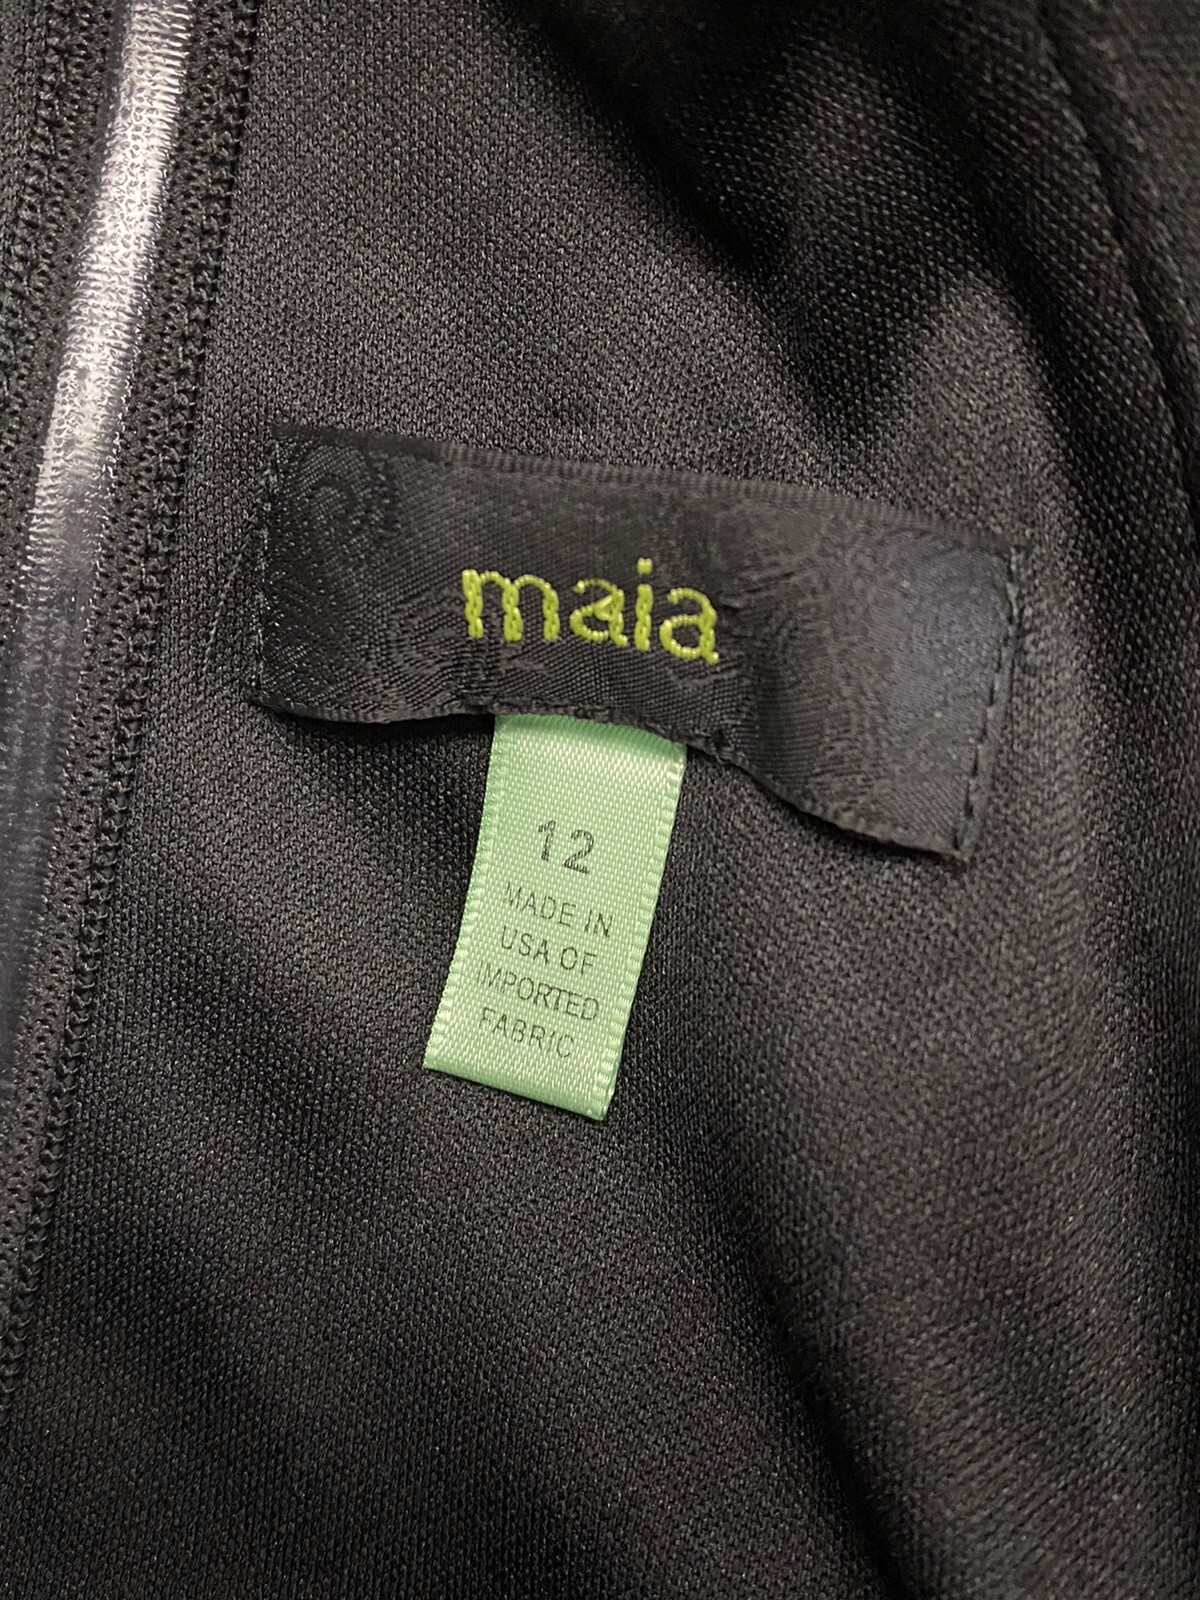 maia
12
MADE IN
USA OF
IMPORTED
FABRIC